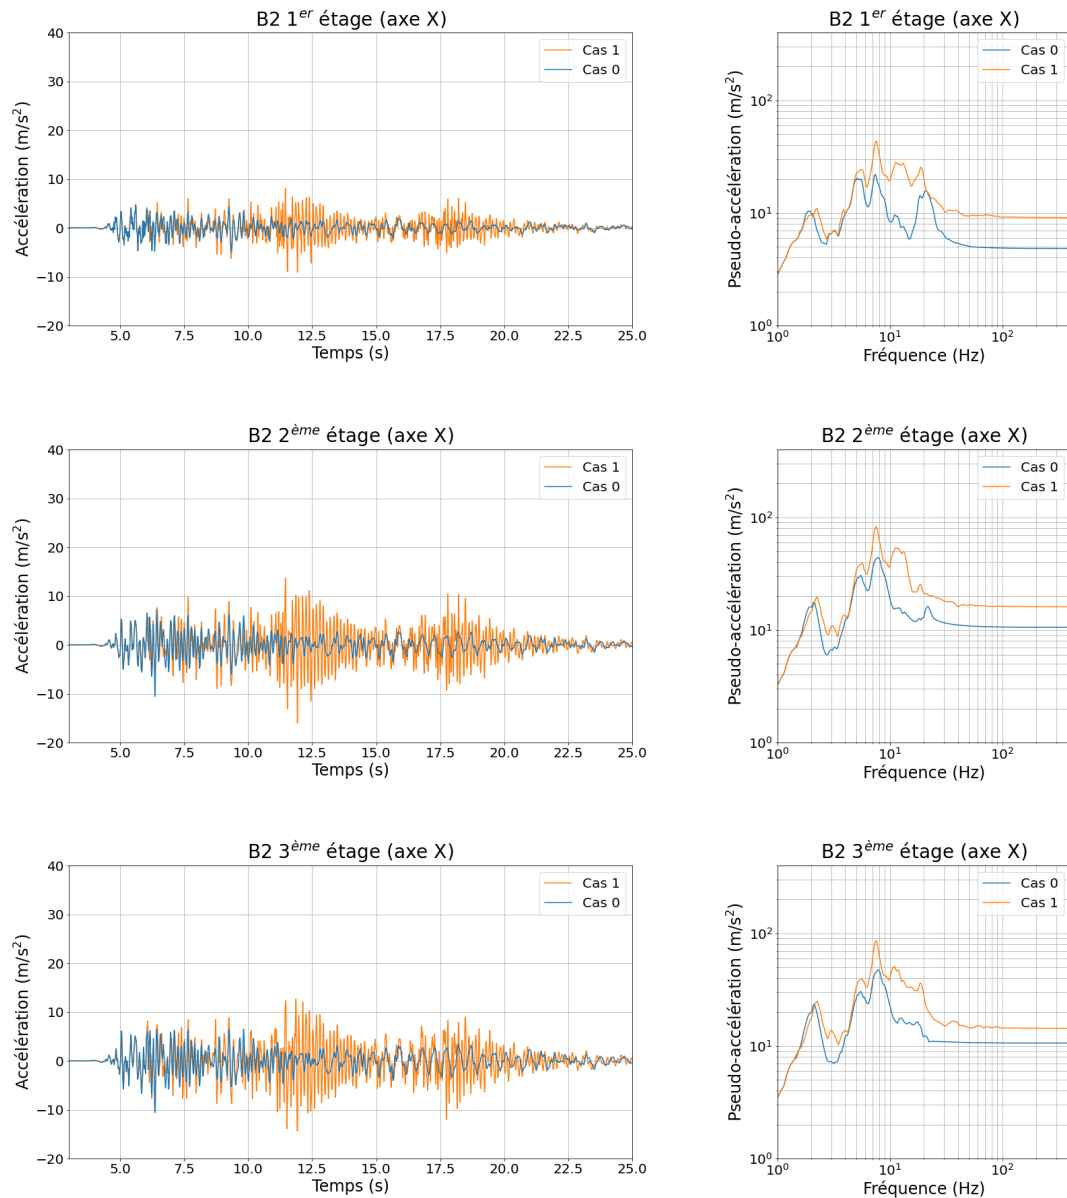 B2 1er étage (axe X)
Accélération (m/s2)
40
30
20
10
0
−10
−20
5.0 7.5 10.0 12.5 15.0 17.5 20.0 22.5 25.0
Temps (s)
Cas 1
Cas 0
B2 1er étage (axe X)
Pseudo-accélération (m/s2)
102
101
100
100 101 102
Fréquence (Hz)
Cas 0
Cas 1
B2 2ème étage (axe X)
Accélération (m/s2)
40
30
20
10
0
−10
−20
5.0 7.5 10.0 12.5 15.0 17.5 20.0 22.5 25.0
Temps (s)
Cas 1
Cas 0
B2 2ème étage (axe X)
Pseudo-accélération (m/s2)
102
101
100
100 101 102
Fréquence (Hz)
Cas 0
Cas 1
B2 3ème étage (axe X)
Accélération (m/s2)
40
30
20
10
0
−10
−20
5.0 7.5 10.0 12.5 15.0 17.5 20.0 22.5 25.0
Temps (s)
Cas 1
Cas 0
B2 3ème étage (axe X)
Pseudo-accélération (m/s2)
102
101
100
100 101 102
Fréquence (Hz)
Cas 0
Cas 1